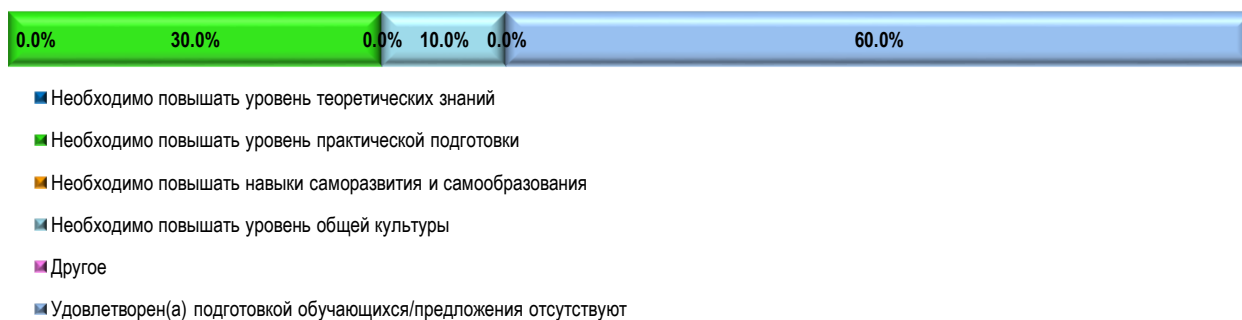 0.0% 30.0% 0.0% 10.0% 0.0% 60.0%
Необходимо повышать уровень теоретических знаний
Необходимо повышать уровень практической подготовки
Необходимо повышать навыки саморазвития и самообразования
Необходимо повышать уровень общей культуры
Другое
Удовлетворен(а) подготовкой обучающихся/предложения отсутствуют